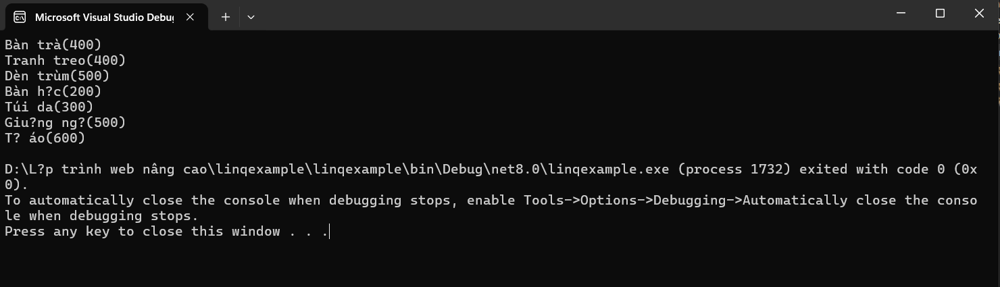 Microsoft Visual Studio Debu
Bàn trà(400)
Tranh treo(400)
Dèn trùm(500)
Bàn h?c(200)
Túi da(300)
Giu?ng ng?(500)
T? áo(600)
D:\L?p trình web nâng cao\linqexample\linqexample\bin\Debug\net8.0\linqexample.exe (process 1732) exited with code 0 (0x
0).
To automatically close the console when debugging stops, enable Tools->Options->Debugging->Automatically close the conso
le when debugging stops.
Press any key to close this window . . .